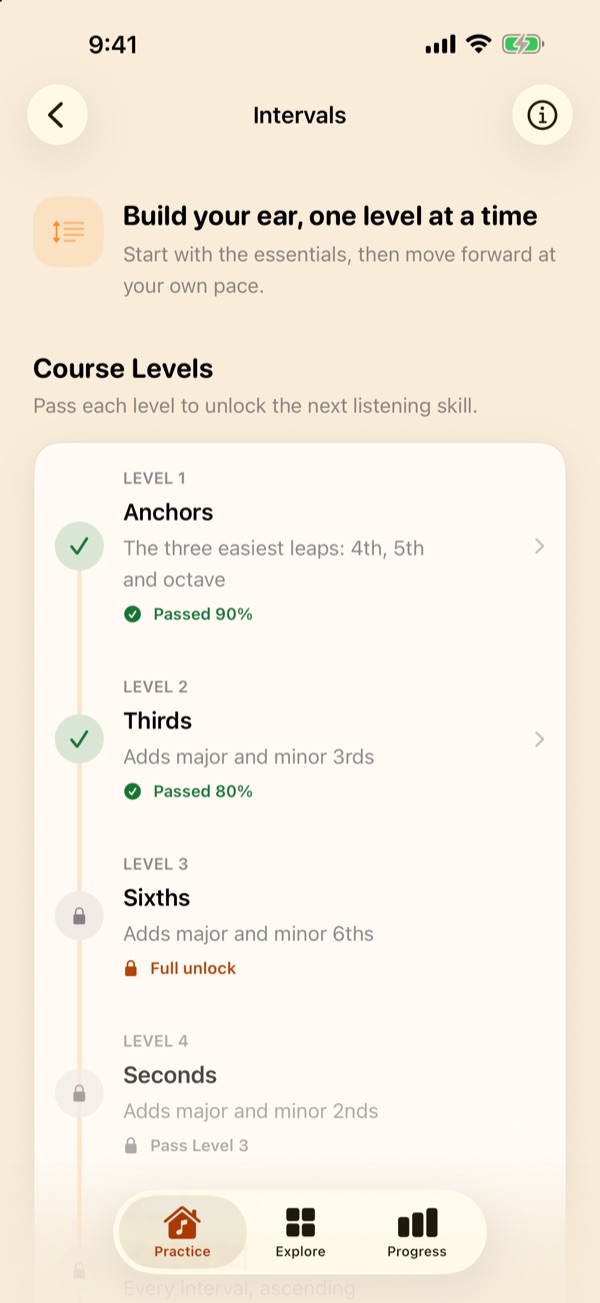 9:41
Intervals
Build your ear, one level at a time
Start with the essentials, then move forward at
your own pace.
Course Levels
Pass each level to unlock the next listening skill.
LEVEL 1
Anchors
The three easiest leaps: 4th, 5th
and octave
Passed 90%
LEVEL 2
Thirds
Adds major and minor 3rds
Passed 80%
LEVEL 3
Sixths
Adds major and minor 6ths
Full unlock
LEVEL 4
Seconds
Adds major and minor 2nds
Pass Level 3
Practice
Explore
Progress
Every interval, ascending